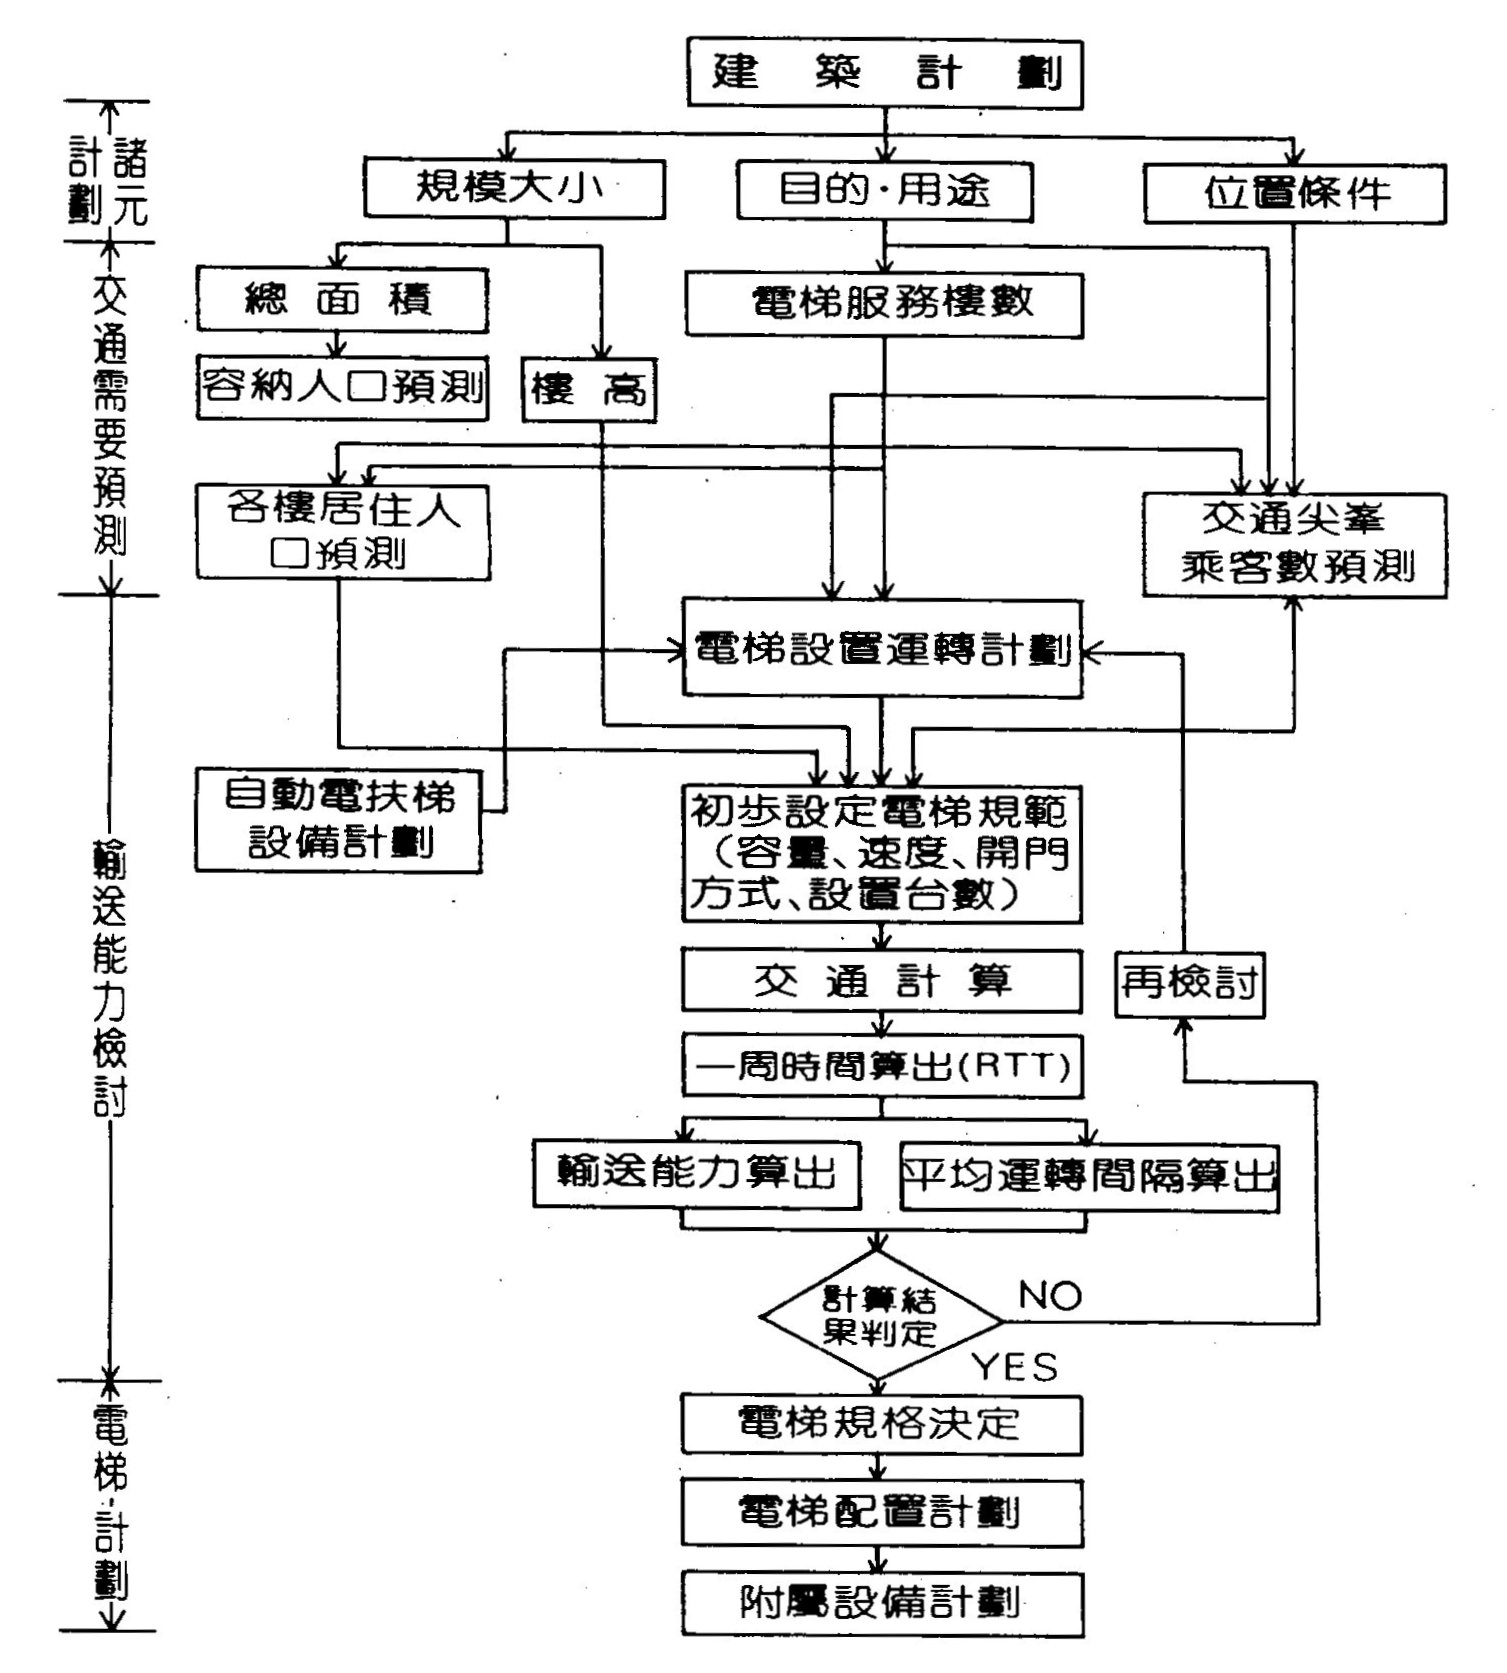 建築計劃
諸元
計劃
規模大小
目的·用途
位置條件
交通需要預測
總面積
電梯服務樓數
容納人口預測
樓高
各樓居住人
口預測
交通尖峯
乘客數預測
電梯設置運轉計劃
自動電扶梯
設備計劃
初步設定電梯規範
（容量、速度、開門
方式、設置台數）
輸送能力檢討
交通計算
再檢討
一周時間算出(RTT)
輸送能力算出
平均運轉間隔算出
計算結
果判定
NO
YES
電梯計劃
電梯規格決定
電梯配置計劃
附屬設備計劃